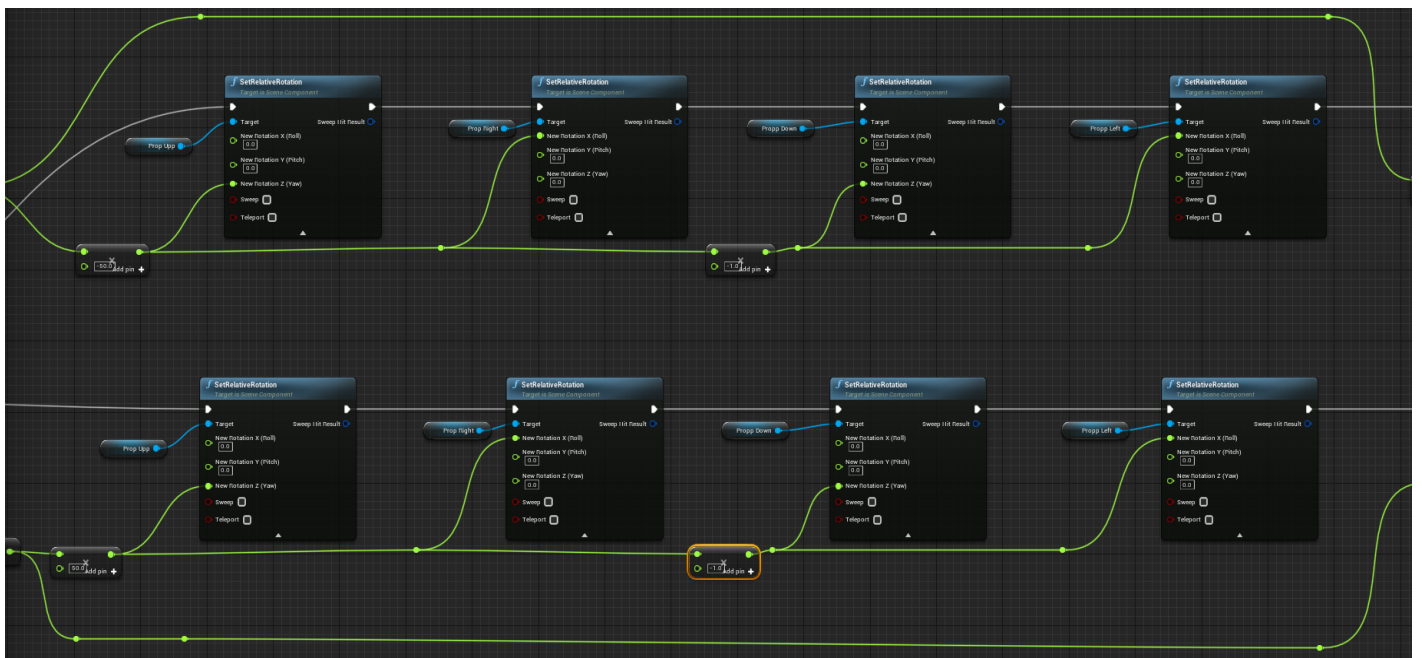 SetRelativeRotation
Target is Scene Component
Target
Sweep Hit Result
Prop Upp
New Rotation X (Roll)
0.0
New Rotation Y (Pitch)
0.0
New Rotation Z (Yaw)
Sweep
Teleport
SetRelativeRotation
Target is Scene Component
Prop Right
Target
Sweep Hit Result
New Rotation X (Roll)
New Rotation Y (Pitch)
0.0
New Rotation Z (Yaw)
0.0
Sweep
Teleport
SetRelativeRotation
Target is Scene Component
Propp Down
Target
Sweep Hit Result
New Rotation X (Roll)
0.0
New Rotation Y (Pitch)
0.0
New Rotation Z (Yaw)
Sweep
Teleport
SetRelativeRotation
Target is Scene Component
Propp Left
Target
Sweep Hit Result
New Rotation X (Roll)
New Rotation Y (Pitch)
0.0
New Rotation Z (Yaw)
0.0
Sweep
Teleport
-50.0
Add pin +
-1.0
Add pin +
SetRelativeRotation
Target is Scene Component
Target
Sweep Hit Result
Prop Upp
New Rotation X (Roll)
0.0
New Rotation Y (Pitch)
0.0
New Rotation Z (Yaw)
Sweep
Teleport
SetRelativeRotation
Target is Scene Component
Prop Right
Target
Sweep Hit Result
New Rotation X (Roll)
New Rotation Y (Pitch)
0.0
New Rotation Z (Yaw)
0.0
Sweep
Teleport
SetRelativeRotation
Target is Scene Component
Propp Down
Target
Sweep Hit Result
New Rotation X (Roll)
0.0
New Rotation Y (Pitch)
0.0
New Rotation Z (Yaw)
Sweep
Teleport
SetRelativeRotation
Target is Scene Component
Propp Left
Target
Sweep Hit Result
New Rotation X (Roll)
New Rotation Y (Pitch)
0.0
New Rotation Z (Yaw)
0.0
Sweep
Teleport
50.0
Add pin +
-1.0
Add pin +